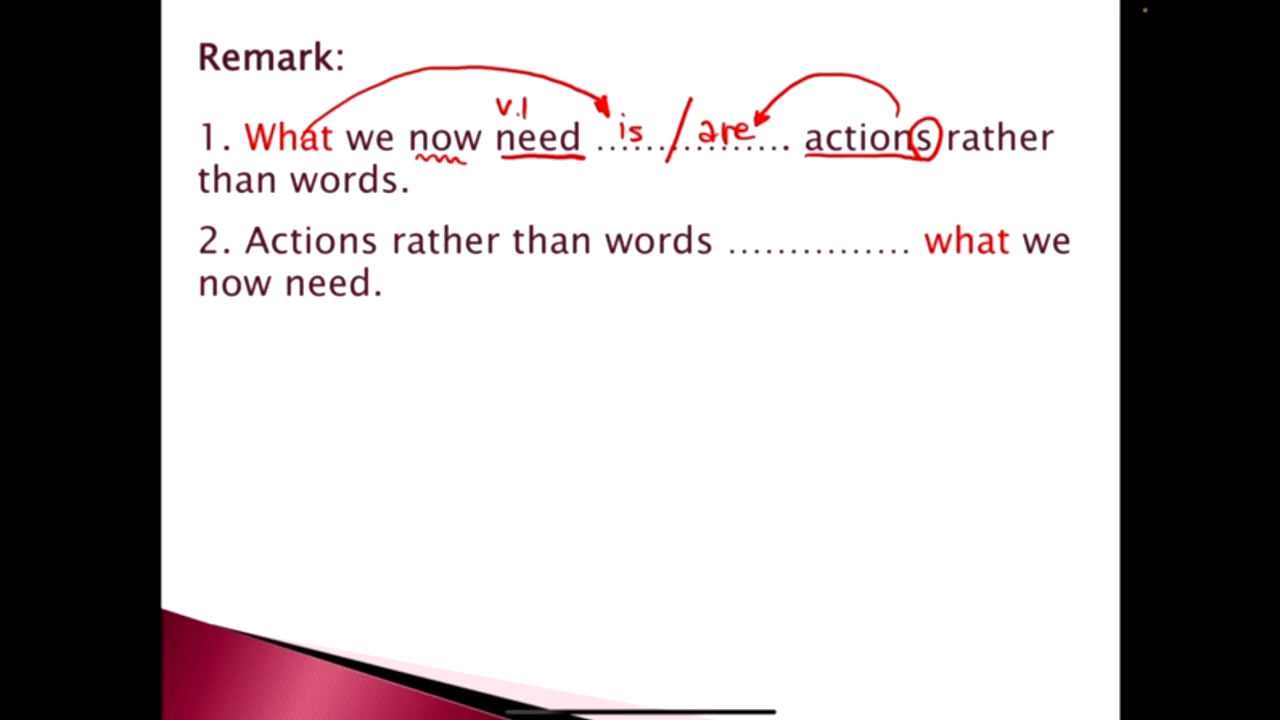 Remark:
v.1
1. What we now need ......is / are........ actions rather
than words.
2. Actions rather than words ............... what we
now need.